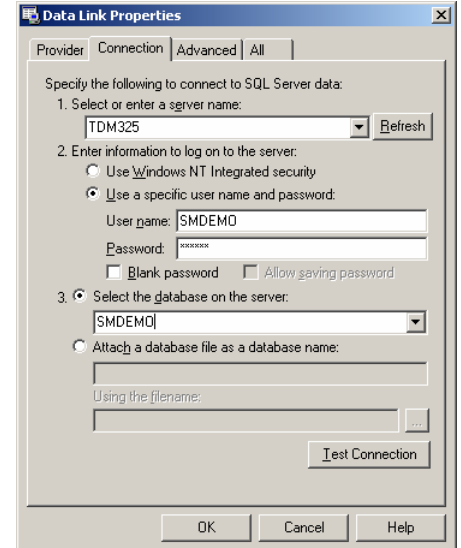 Data Link Properties
Provider Connection Advanced All
Specify the following to connect to SQL Server data:
1. Select or enter a server name:
TDM325 Refresh
2. Enter information to log on to the server:
Use Windows NT Integrated security
Use a specific user name and password:
User name: SMDEMO
Password: ******
Blank password Allow saving password
3. Select the database on the server:
SMDEMO
Attach a database file as a database name:
Using the filename:
...
Test Connection
OK Cancel Help